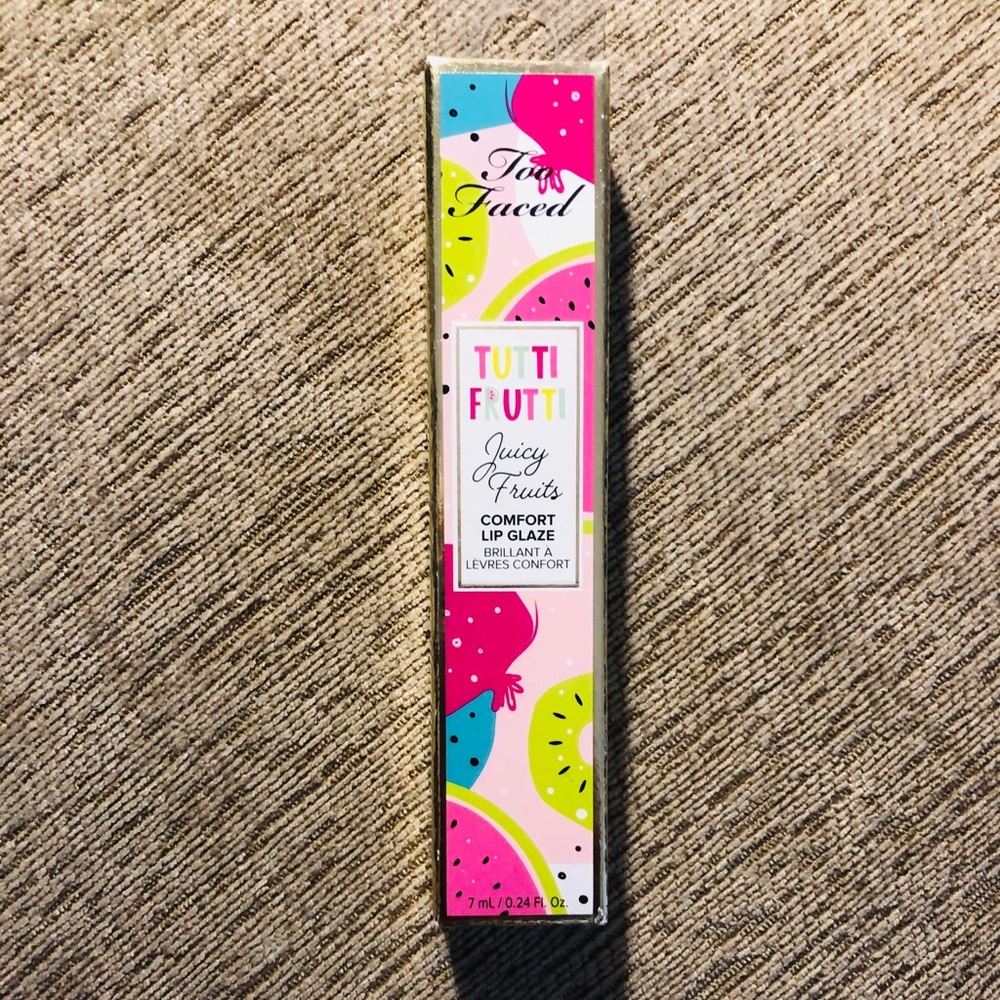 Too
Faced
TUTTI
FRUTTI
Juicy
Fruits
COMFORT
LIP GLAZE
BRILLANT À
LÈVRES CONFORT
7 mL / 0.24 Fl. Oz.